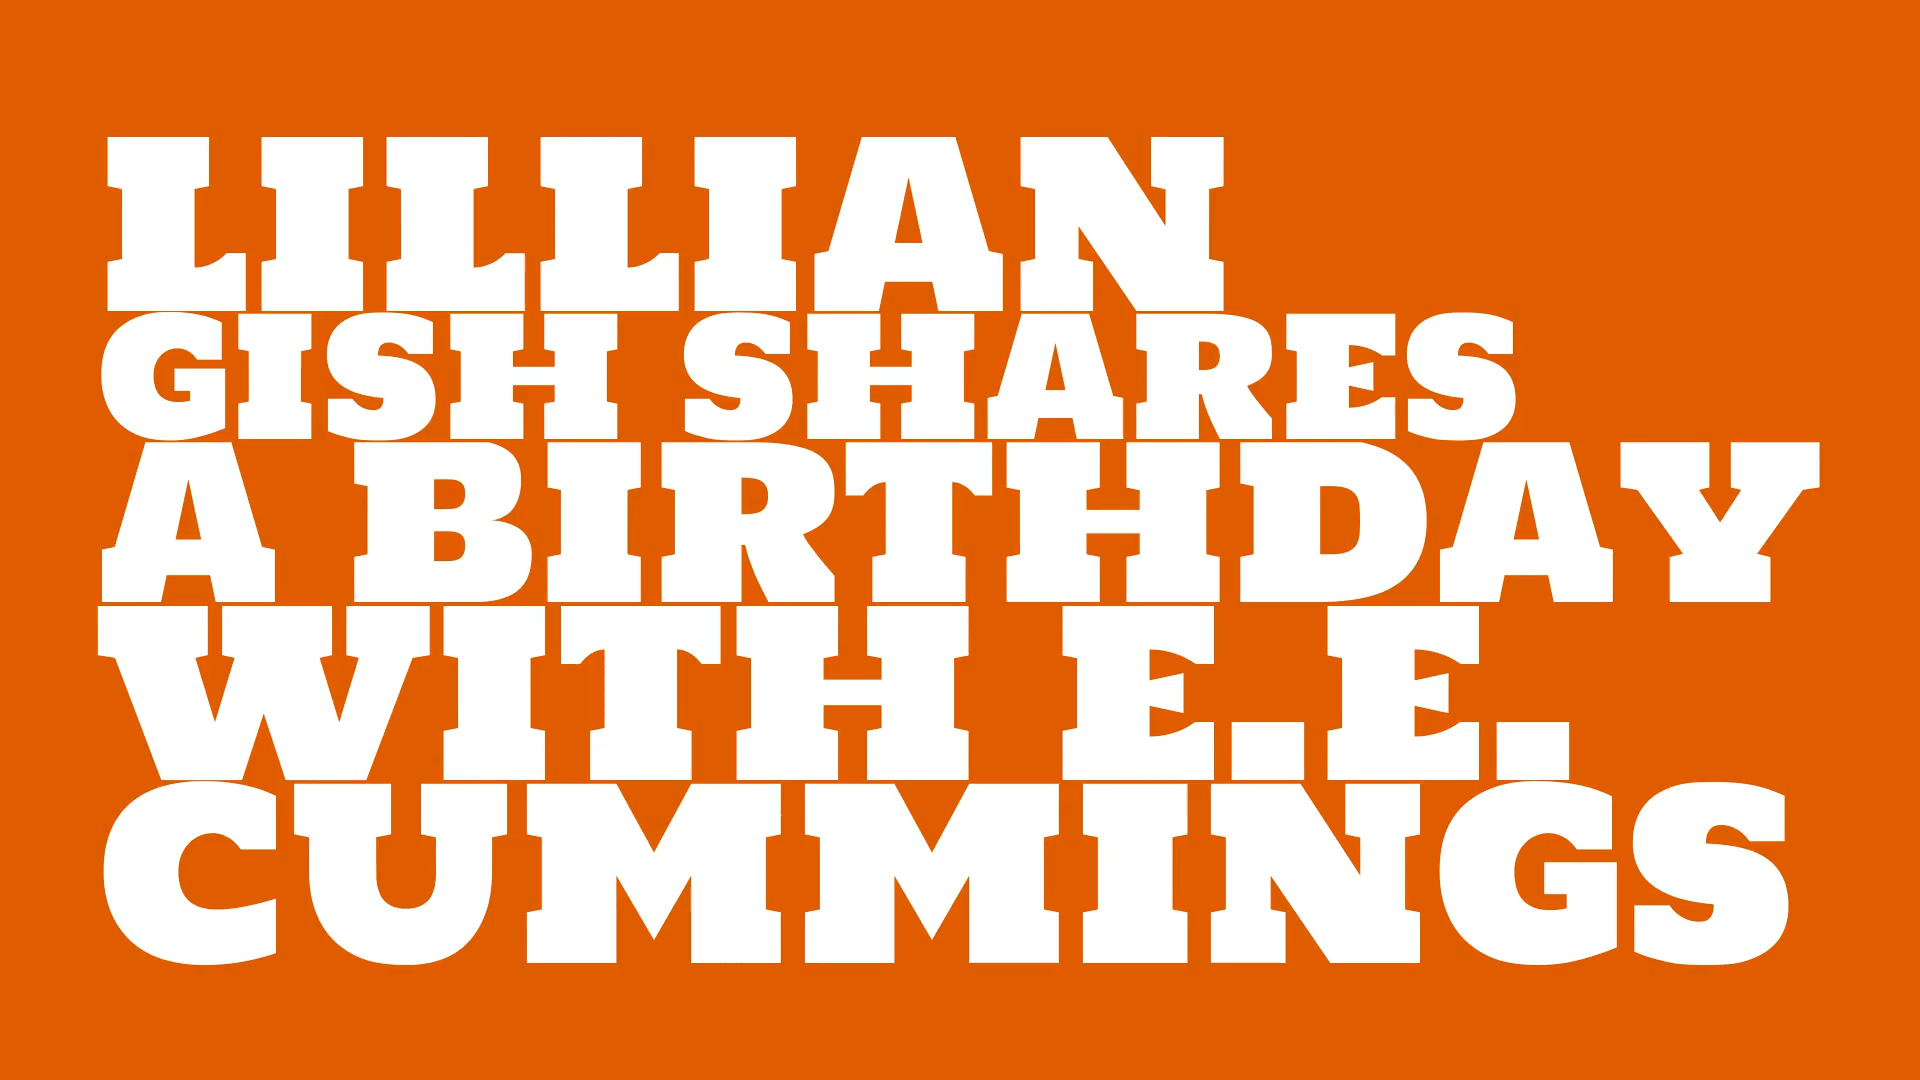 LILLIAN
GISH SHARES
A BIRTHDAY
WITH E.E.
CUMMINGS